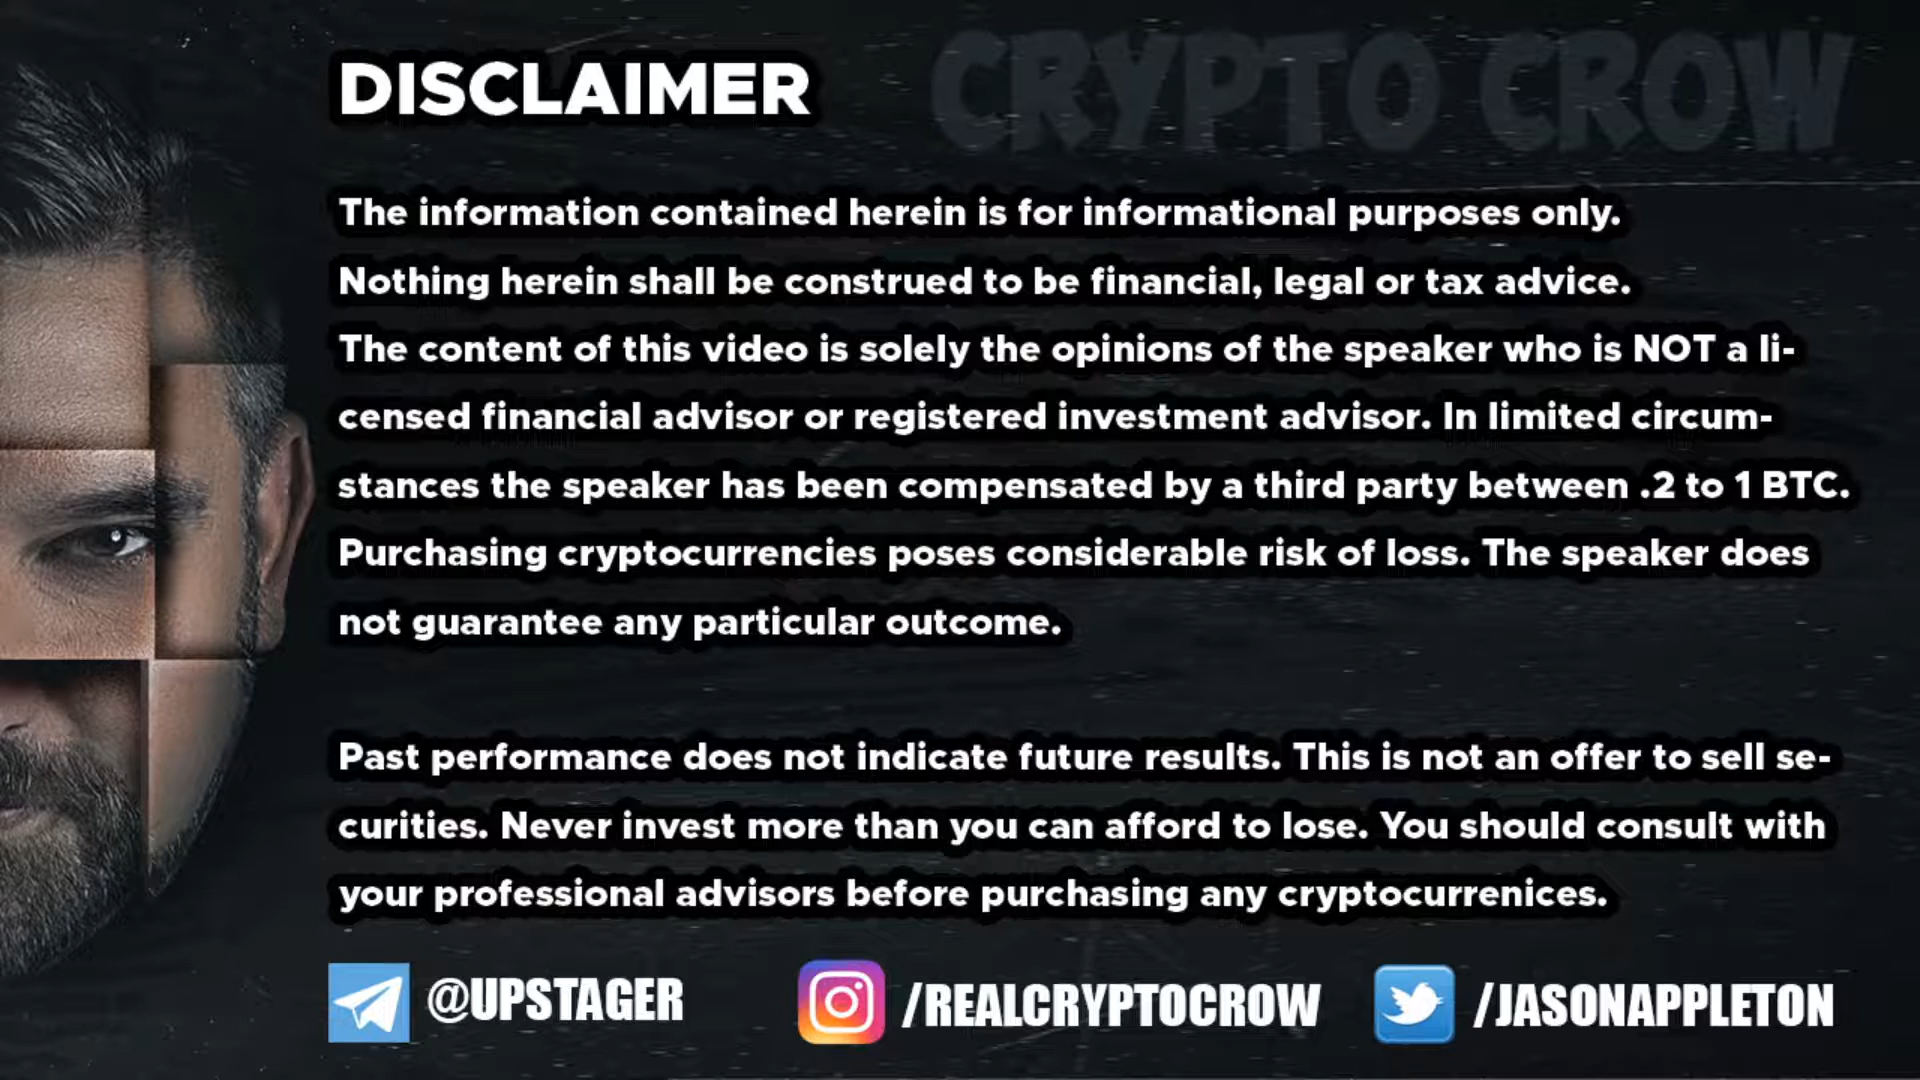 CRYPTO CROW
DISCLAIMER
The information contained herein is for informational purposes only.
Nothing herein shall be construed to be financial, legal or tax advice.
The content of this video is solely the opinions of the speaker who is NOT a li-
censed financial advisor or registered investment advisor. In limited circum-
stances the speaker has been compensated by a third party between .2 to 1 BTC.
Purchasing cryptocurrencies poses considerable risk of loss. The speaker does
not guarantee any particular outcome.
Past performance does not indicate future results. This is not an offer to sell se-
curities. Never invest more than you can afford to lose. You should consult with
your professional advisors before purchasing any cryptocurrenices.
@UPSTAGER
/REALCRYPTOCROW
/JASONAPPLETON